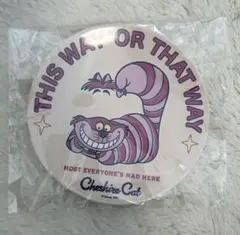 THIS WAY OR THAT WAY
MOST EVERYONE'S MAD HERE
Cheshire Cat